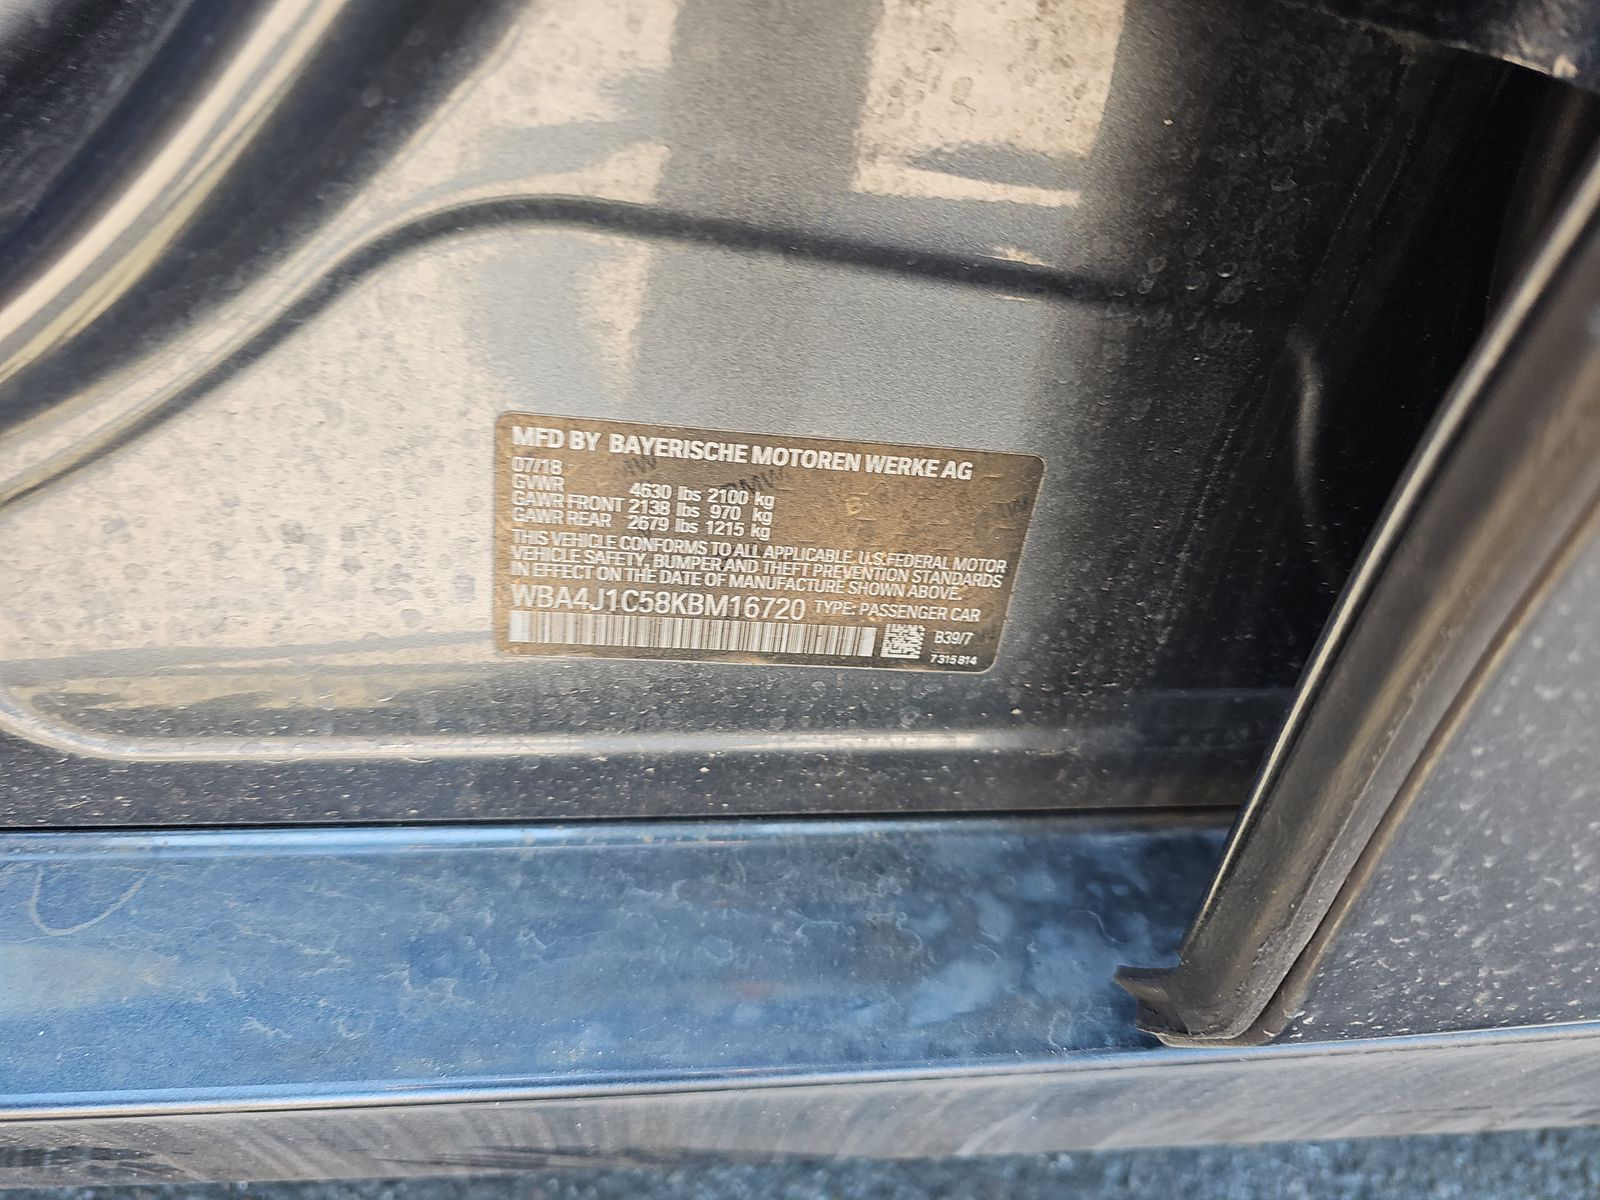 MFD BY BAYERISCHE MOTOREN WERKE AG
07/18
GVWR 4630 lbs 2100 kg
GAWR FRONT 2138 lbs 970 kg
GAWR REAR 2679 lbs 1215 kg
THIS VEHICLE CONFORMS TO ALL APPLICABLE U.S.FEDERAL MOTOR
VEHICLE SAFETY, BUMPER AND THEFT PREVENTION STANDARDS
IN EFFECT ON THE DATE OF MANUFACTURE SHOWN ABOVE.
WBA4J1C58KBM16720 TYPE: PASSENGER CAR
B39/7
7315814